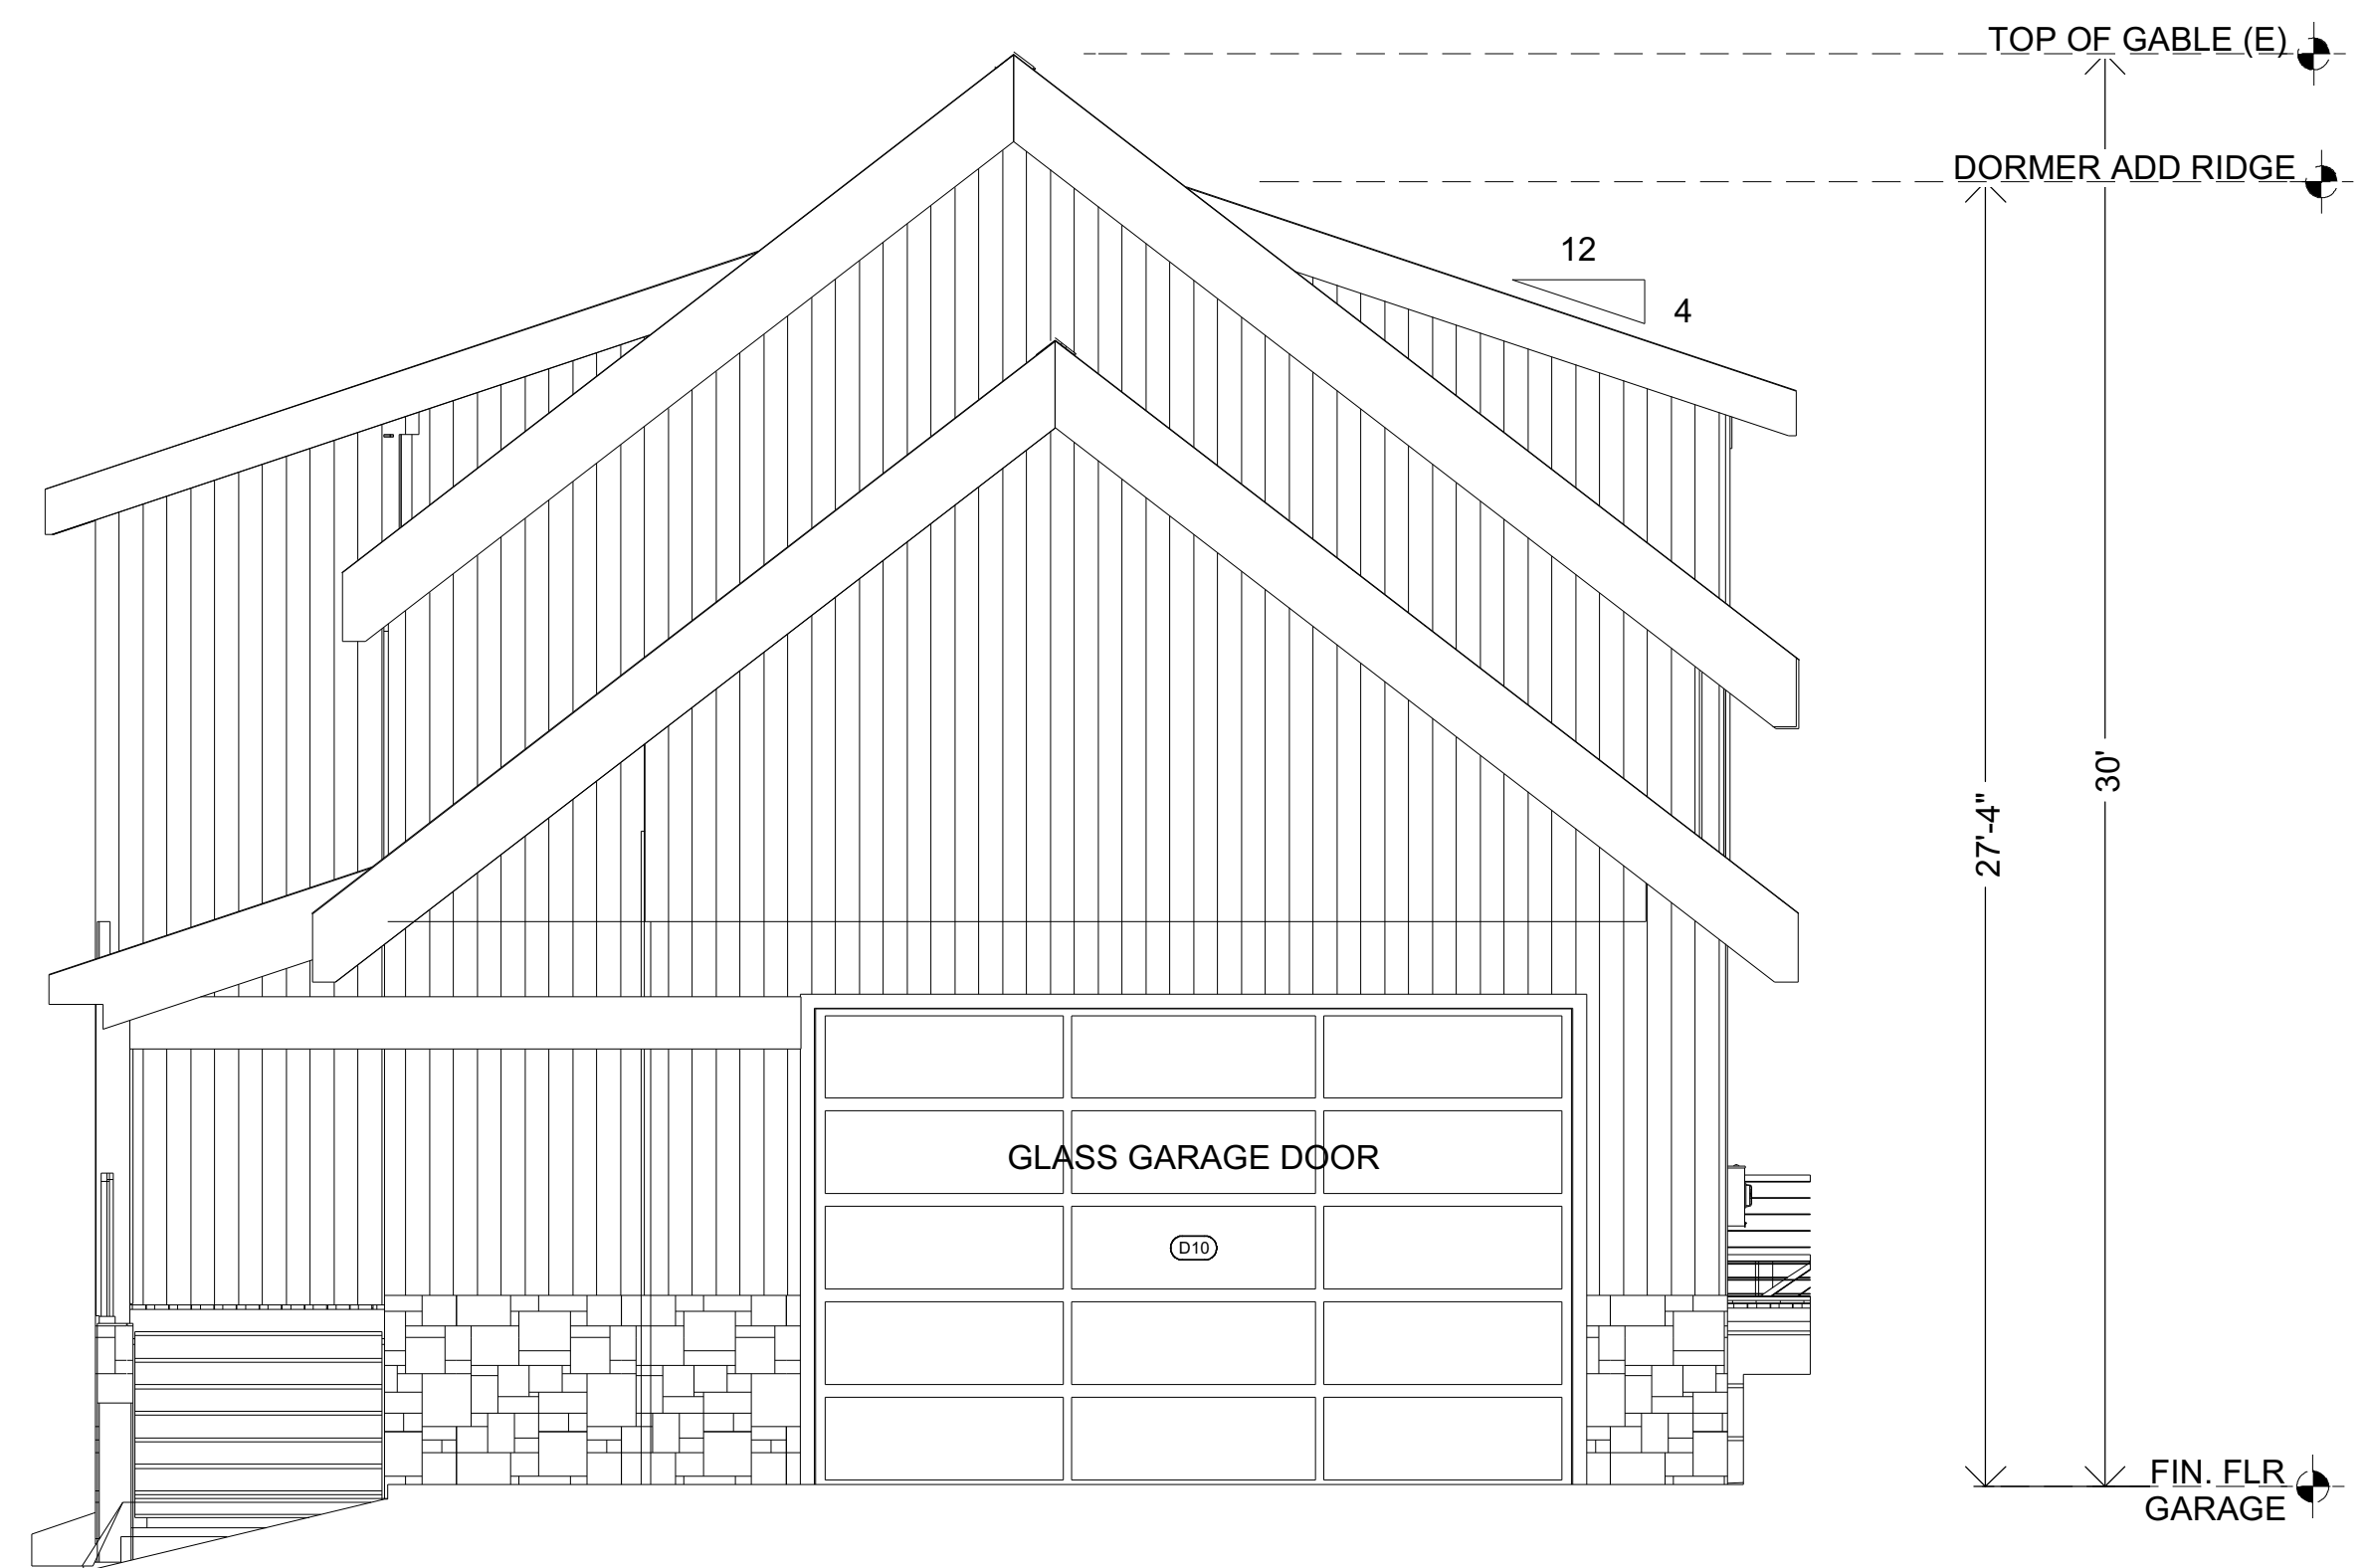 TOP OF GABLE (E)
DORMER ADD RIDGE
12
4
30'
27'-4"
GLASS GARAGE DOOR
D10
FIN. FLR
GARAGE